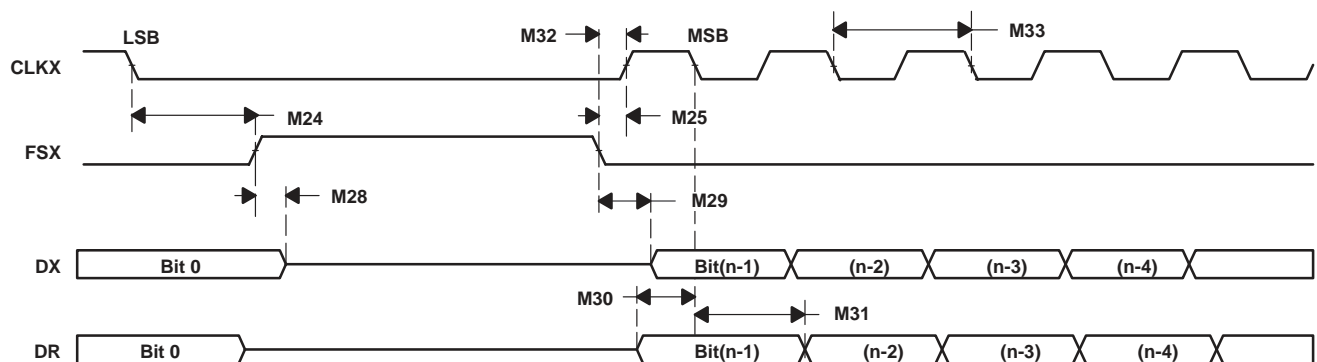 LSB
M32
MSB
M33
CLKX
M24
M25
FSX
M28
M29
DX
Bit 0
Bit(n-1)
(n-2)
(n-3)
(n-4)
M30
M31
DR
Bit 0
Bit(n-1)
(n-2)
(n-3)
(n-4)